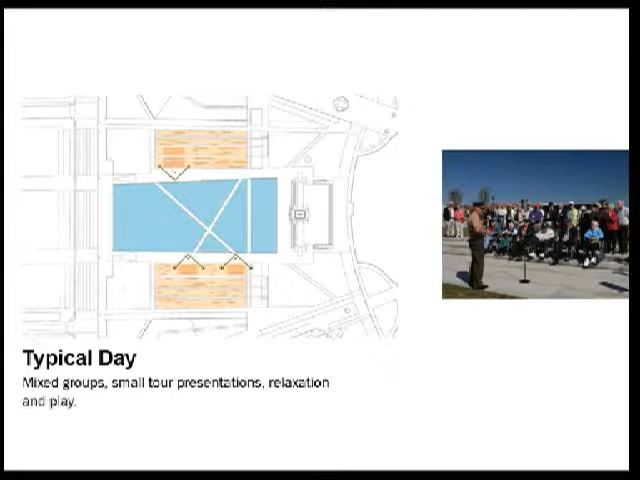 Typical Day
Mixed groups, small tour presentations, relaxation
and play.